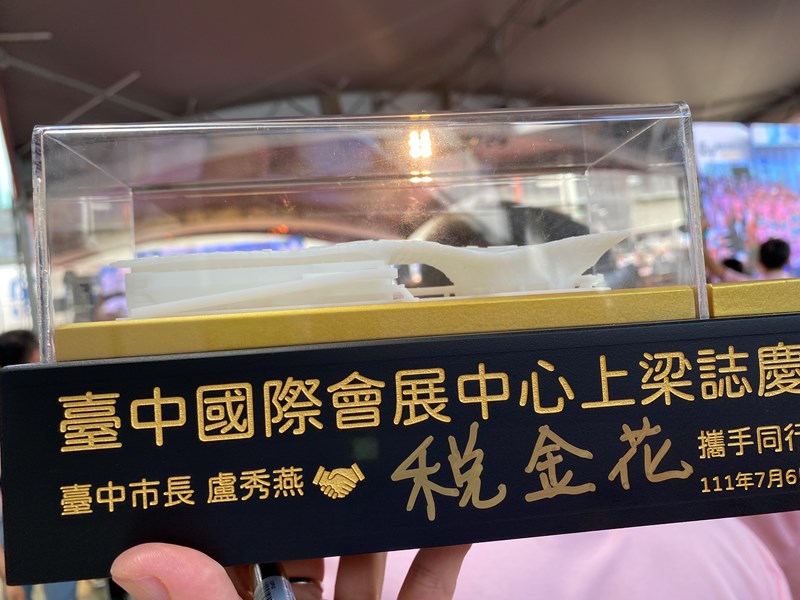 臺中國際會展中心上梁誌慶
臺中市長 盧秀燕 稅金花 攜手同行
111年7月6